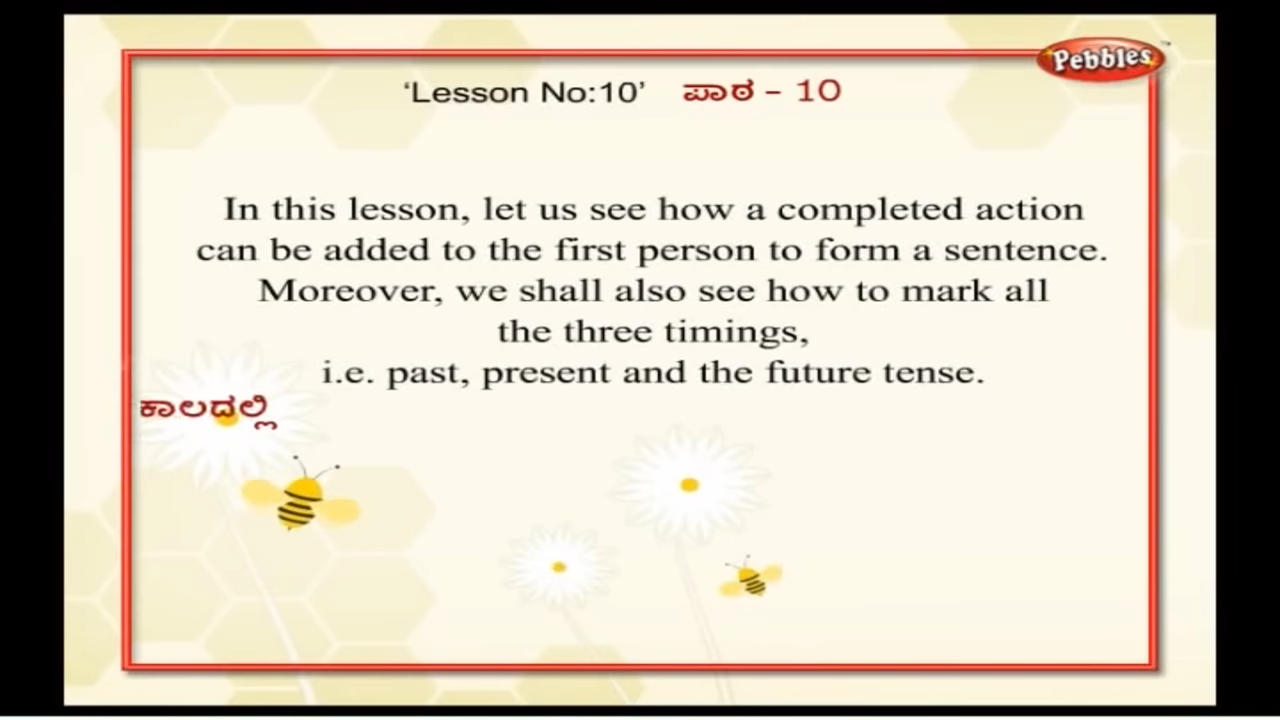 Pebbles™
‘Lesson No:10’ ಪಾಠ – 10
In this lesson, let us see how a completed action
can be added to the first person to form a sentence.
Moreover, we shall also see how to mark all
the three timings,
i.e. past, present and the future tense.
ಕಾಲದಲ್ಲಿ